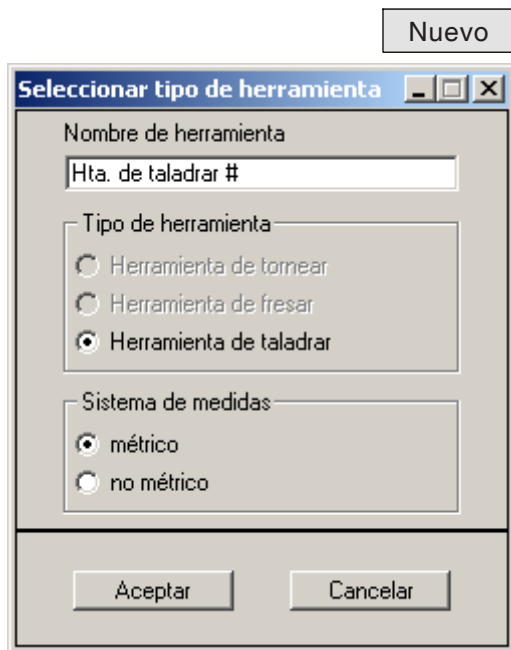 Nuevo
Seleccionar tipo de herramienta
Nombre de herramienta
Hta. de taladrar #
Tipo de herramienta
Herramienta de tornear
Herramienta de fresar
Herramienta de taladrar
Sistema de medidas
métrico
no métrico
Aceptar
Cancelar